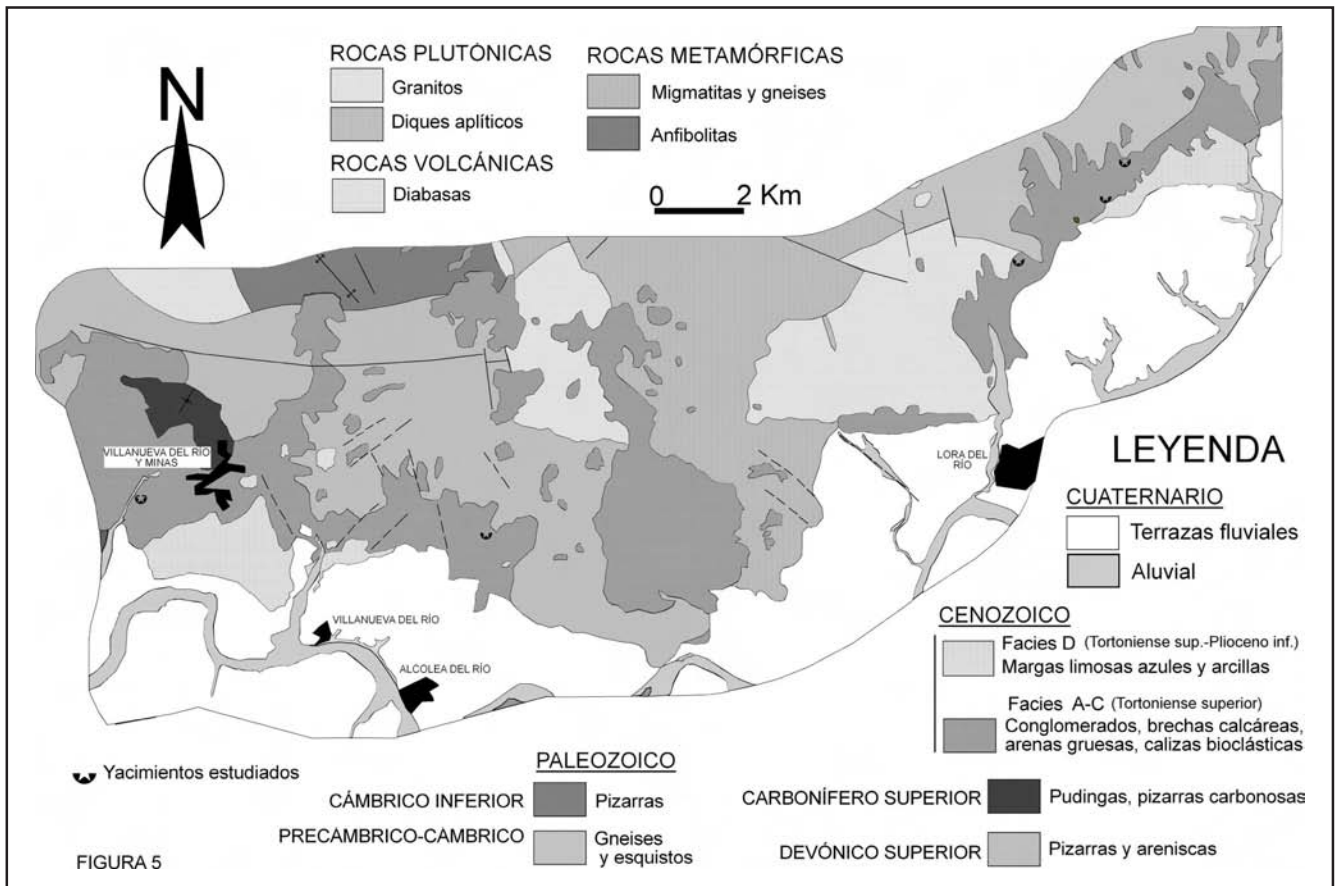 N
ROCAS PLUTÓNICAS
Granitos
Diques aplíticos
ROCAS VOLCÁNICAS
Diabasas
ROCAS METAMÓRFICAS
Migmatitas y gneises
Anfibolitas
0 2 Km
VILLANUEVA DEL RÍO
Y MINAS
LORA DEL
RÍO
VILLANUEVA DEL RÍO
ALCOLEA DEL RÍO
LEYENDA
CUATERNARIO
Terrazas fluviales
Aluvial
CENOZOICO
Facies D (Tortoniense sup.-Plioceno inf.)
Margas limosas azules y arcillas
Facies A-C (Tortoniense superior)
Conglomerados, brechas calcáreas,
arenas gruesas, calizas bioclásticas
Yacimientos estudiados
PALEOZOICO
CÁMBRICO INFERIOR Pizarras
PRECÁMBRICO-CÁMBRICO Gneises
y esquistos
CARBONÍFERO SUPERIOR Pudingas, pizarras carbonosas
DEVÓNICO SUPERIOR Pizarras y areniscas
FIGURA 5